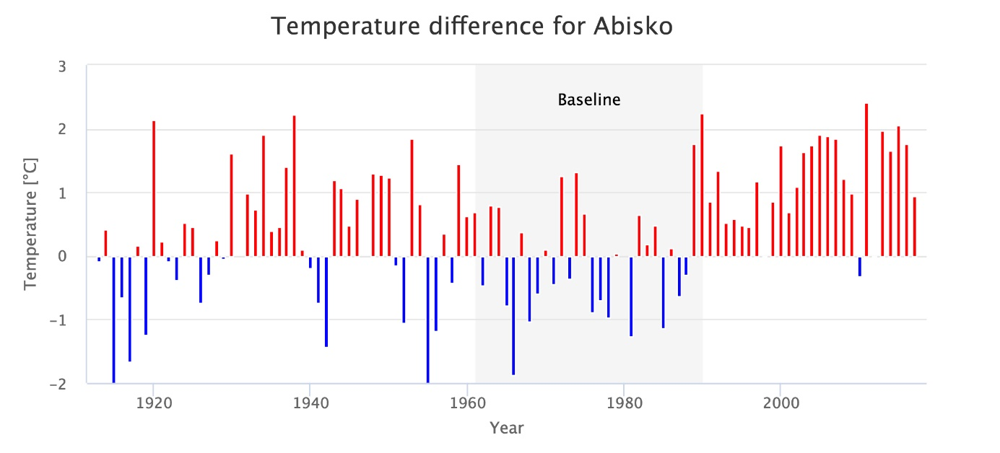 Temperature difference for Abisko
3
Baseline
2
1
0
−1
−2
Temperature [°C]
1920 1940 1960 1980 2000
Year